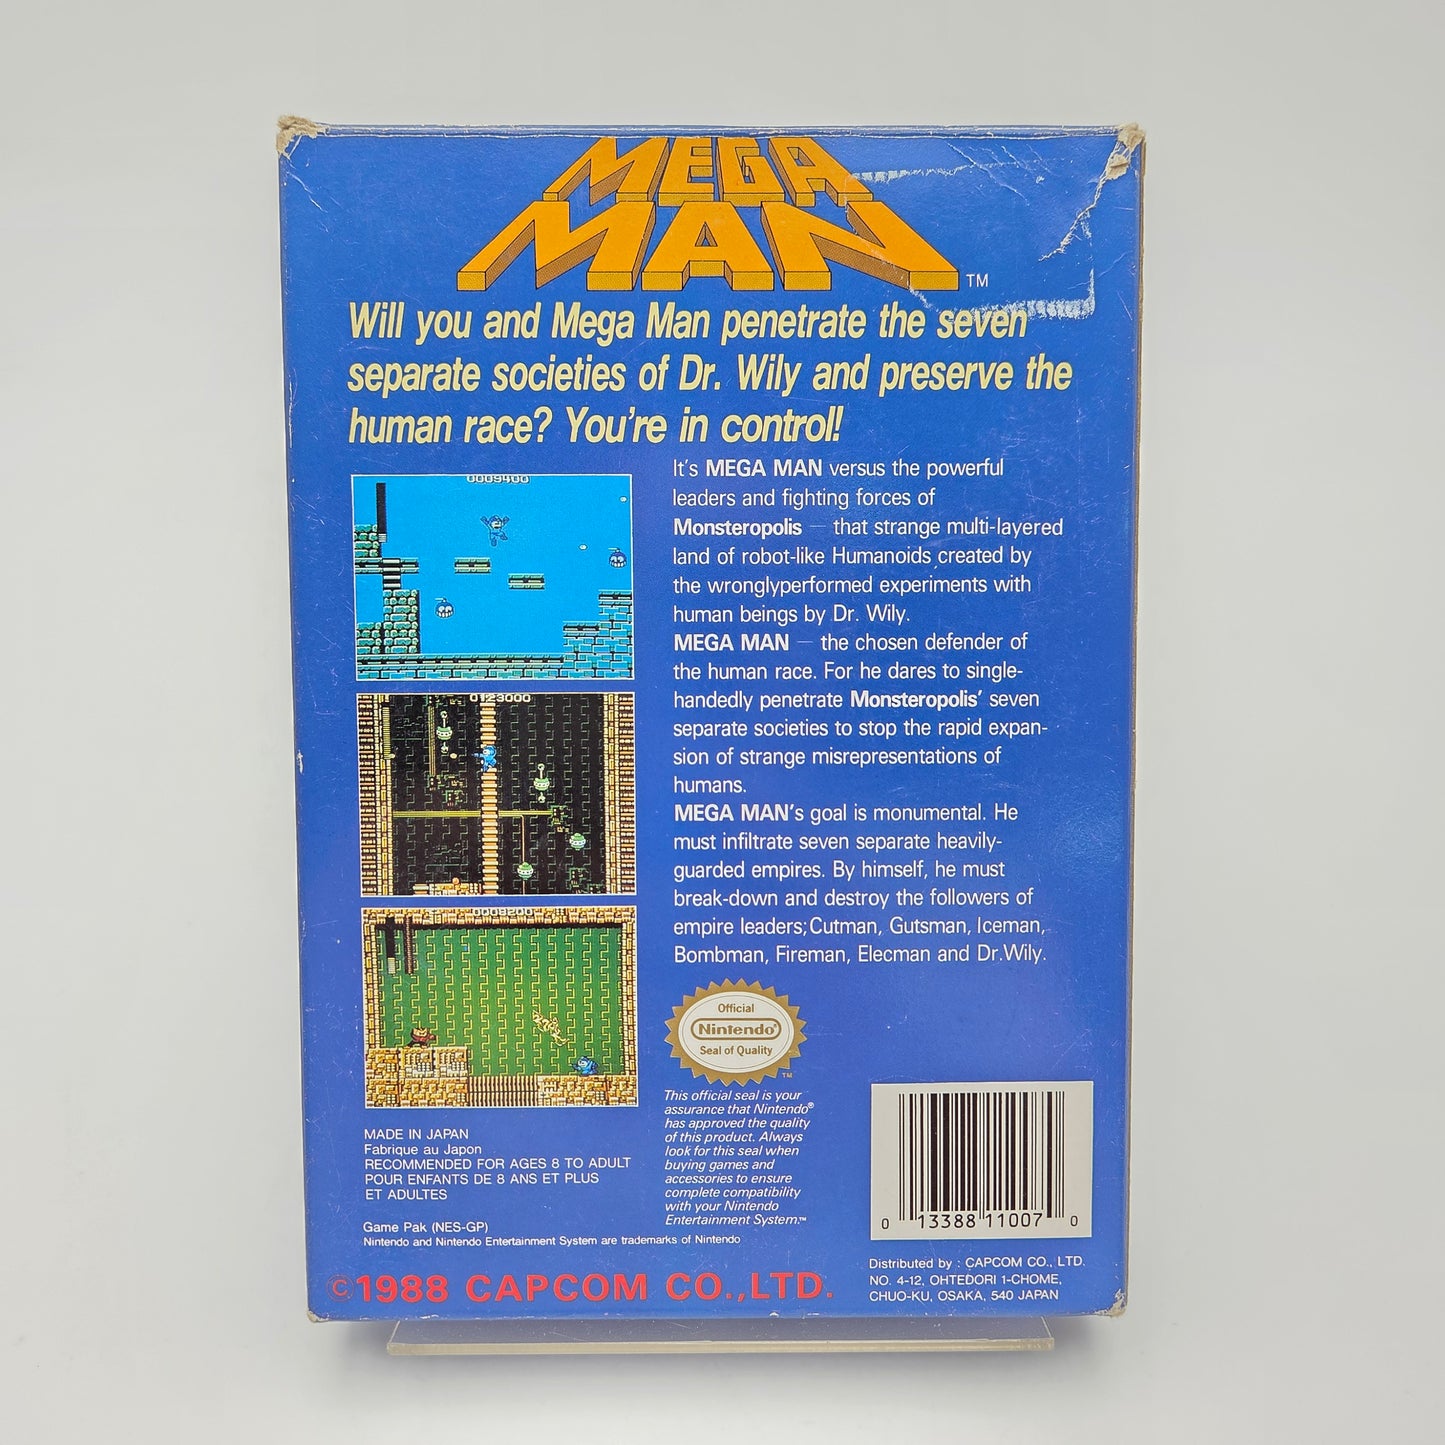 MEGA
MAN TM
Will you and Mega Man penetrate the seven
separate societies of Dr. Wily and preserve the
human race? You're in control!
0009400
0123000
0008200
It's MEGA MAN versus the powerful
leaders and fighting forces of
Monsteropolis — that strange multi-layered
land of robot-like Humanoids created by
the wronglyperformed experiments with
human beings by Dr. Wily.
MEGA MAN — the chosen defender of
the human race. For he dares to single-
handedly penetrate Monsteropolis' seven
separate societies to stop the rapid expan-
sion of strange misrepresentations of
humans.
MEGA MAN's goal is monumental. He
must infiltrate seven separate heavily-
guarded empires. By himself, he must
break-down and destroy the followers of
empire leaders;Cutman, Gutsman, Iceman,
Bombman, Fireman, Elecman and Dr.Wily.
Official
Nintendo®
Seal of Quality
TM
This official seal is your
assurance that Nintendo®
has approved the quality
of this product. Always
look for this seal when
buying games and
accessories to ensure
complete compatibility
with your Nintendo
Entertainment System.™
MADE IN JAPAN
Fabrique au Japon
RECOMMENDED FOR AGES 8 TO ADULT
POUR ENFANTS DE 8 ANS ET PLUS
ET ADULTES
Game Pak (NES-GP)
Nintendo and Nintendo Entertainment System are trademarks of Nintendo
©1988 CAPCOM CO.,LTD.
0 13388 11007 0
Distributed by : CAPCOM CO., LTD.
NO. 4-12, OHTEDORI 1-CHOME,
CHUO-KU, OSAKA, 540 JAPAN